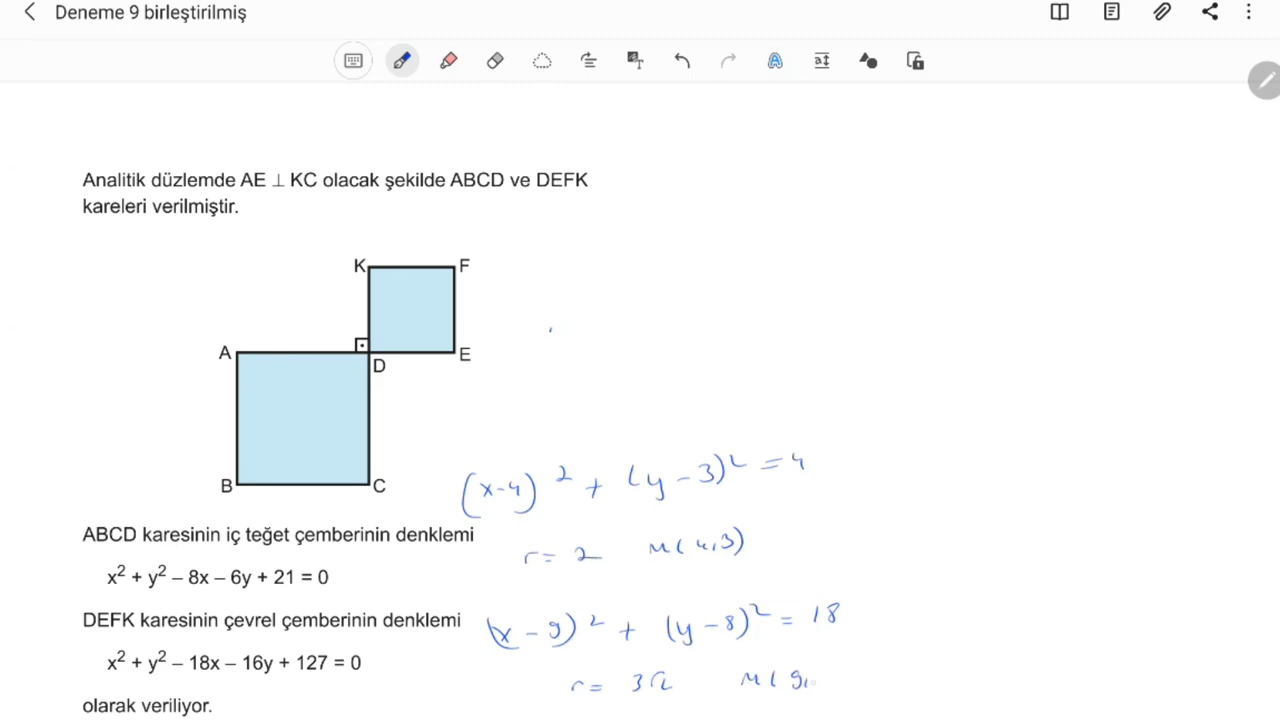 Deneme 9 birleştirilmiş
Analitik düzlemde AE ⊥ KC olacak şekilde ABCD ve DEFK
kareleri verilmiştir.
K F
A D E
B C
(x-4)² + (y-3)² = 4
ABCD karesinin iç teğet çemberinin denklemi
r = 2 M(4,3)
x² + y² – 8x – 6y + 21 = 0
DEFK karesinin çevrel çemberinin denklemi
(x-9)² + (y-8)² = 18
x² + y² – 18x – 16y + 127 = 0
r = 3√2 M(9,
olarak veriliyor.